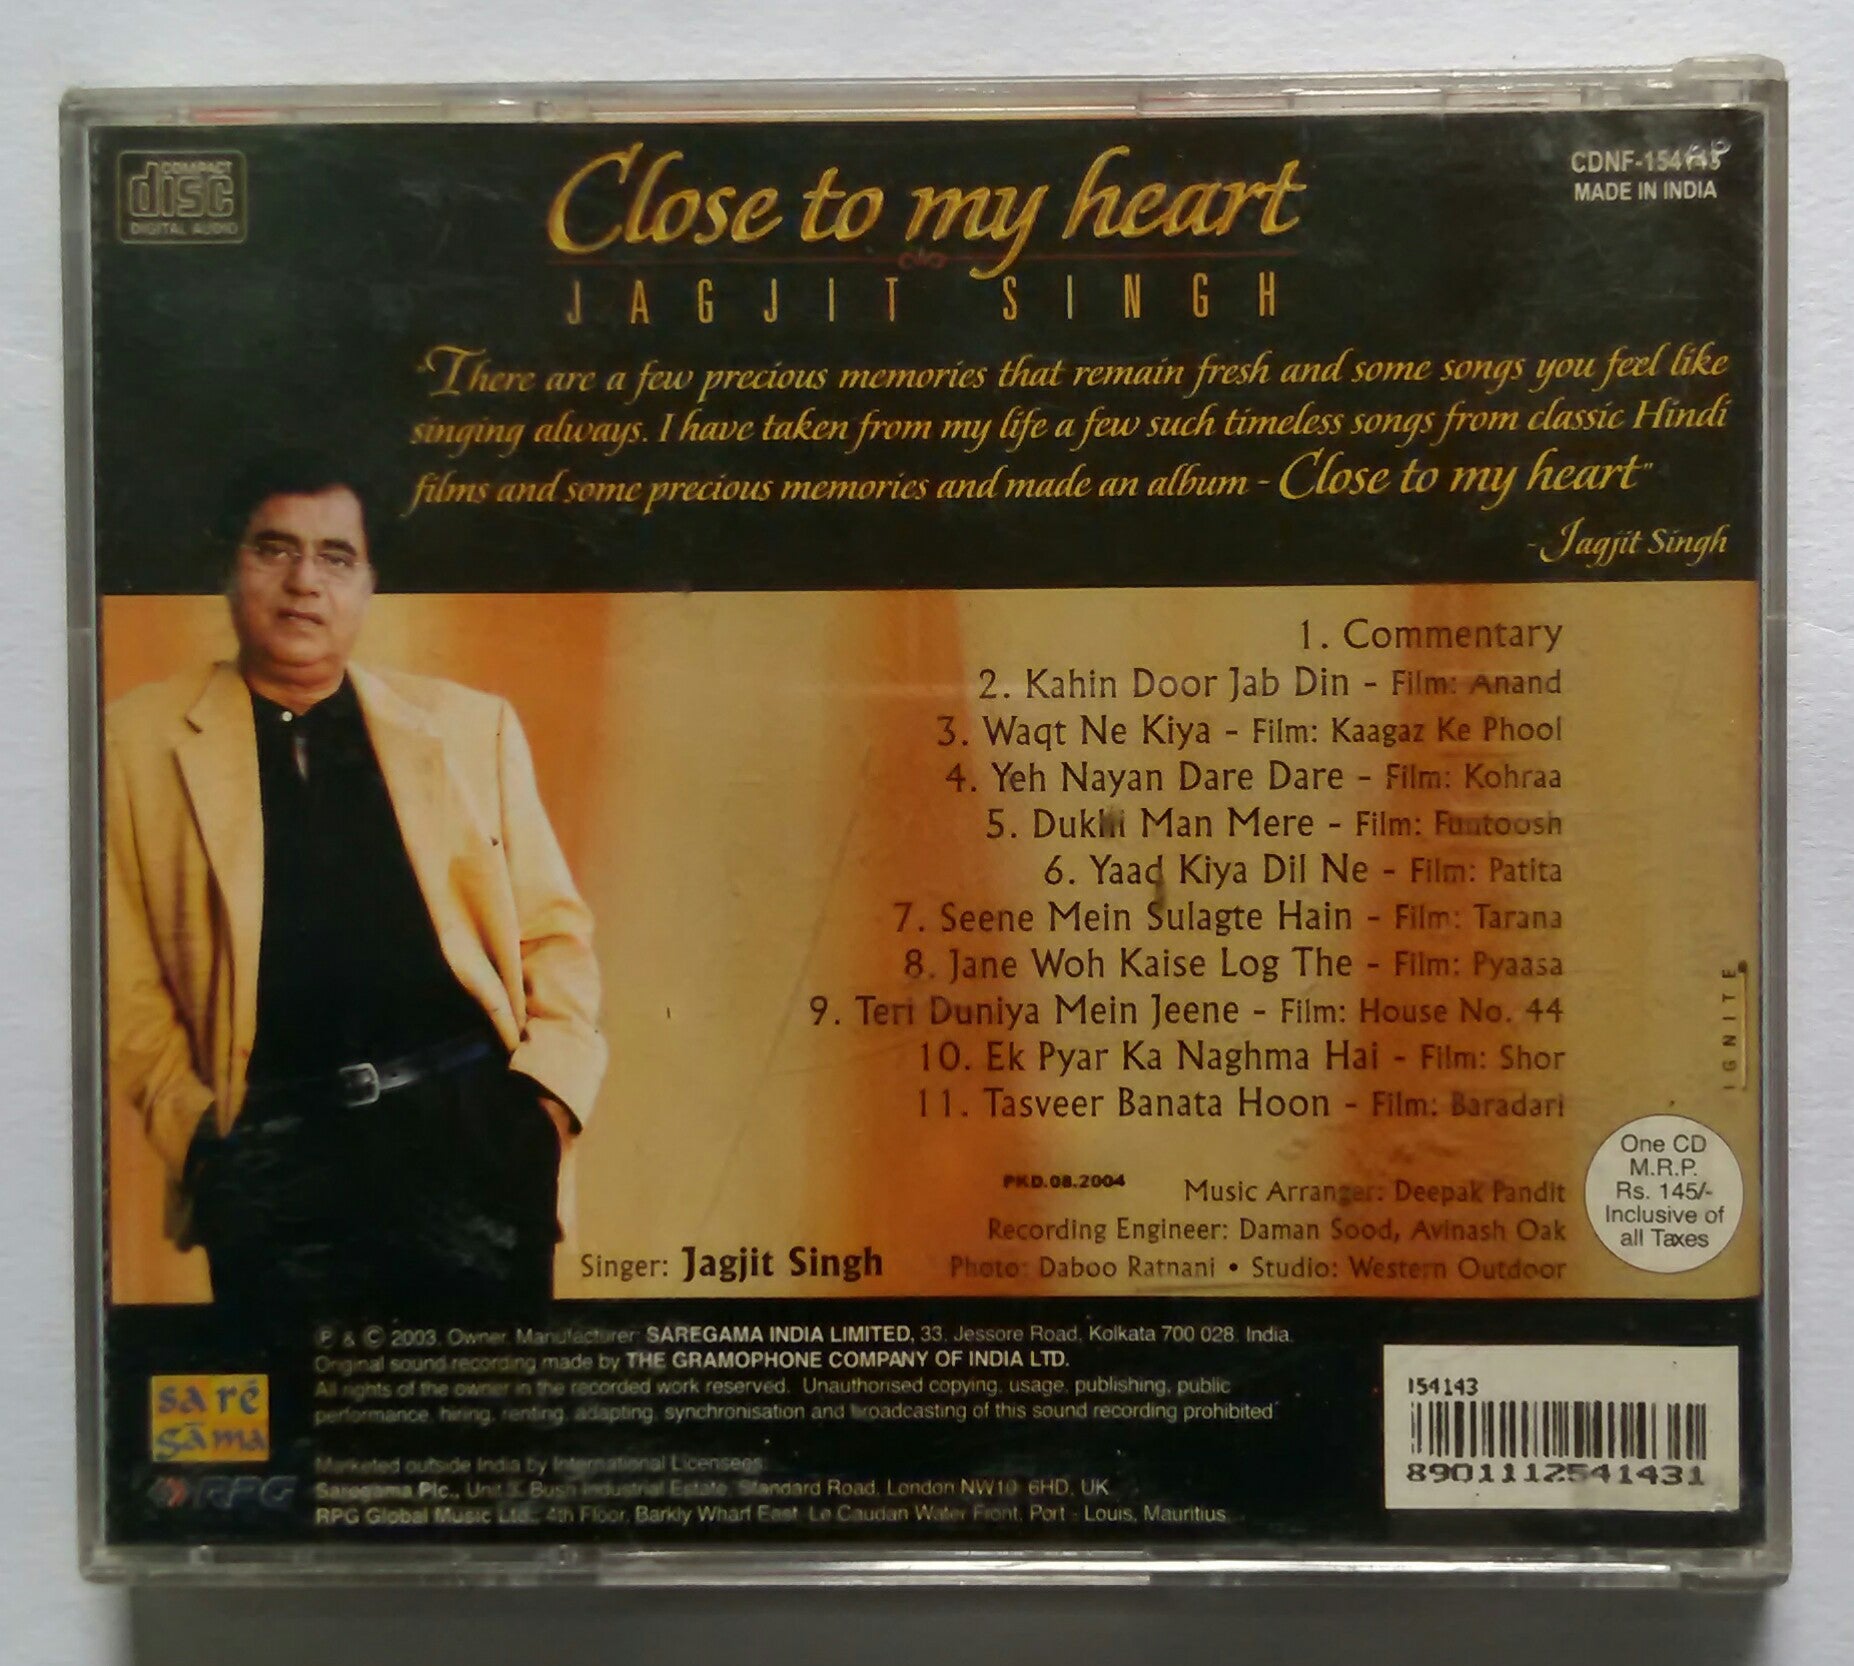 COMPACT
disc
DIGITAL AUDIO
Close to my heart
JAGJIT SINGH
CDNF-154143
MADE IN INDIA
"There are a few precious memories that remain fresh and some songs you feel like
singing always. I have taken from my life a few such timeless songs from classic Hindi
films and some precious memories and made an album - Close to my heart"
- Jagjit Singh
1. Commentary
2. Kahin Door Jab Din - Film: Anand
3. Waqt Ne Kiya - Film: Kaagaz Ke Phool
4. Yeh Nayan Dare Dare - Film: Kohraa
5. Dukhi Man Mere - Film: Funtoosh
6. Yaad Kiya Dil Ne - Film: Patita
7. Seene Mein Sulagte Hain - Film: Tarana
8. Jane Woh Kaise Log The - Film: Pyaasa
9. Teri Duniya Mein Jeene - Film: House No. 44
10. Ek Pyar Ka Naghma Hai - Film: Shor
11. Tasveer Banata Hoon - Film: Baradari
IGNITE
One CD
M.R.P.
Rs. 145/-
Inclusive of
all Taxes
PKD.08.2004
Music Arranger: Deepak Pandit
Recording Engineer: Daman Sood, Avinash Oak
Photo: Daboo Ratnani • Studio: Western Outdoor
Singer: Jagjit Singh
℗ & © 2003. Owner, Manufacturer: SAREGAMA INDIA LIMITED, 33, Jessore Road, Kolkata 700 028. India.
Original sound recording made by THE GRAMOPHONE COMPANY OF INDIA LTD.
All rights of the owner in the recorded work reserved. Unauthorised copying, usage, publishing, public
performance, hiring, renting, adapting, synchronisation and broadcasting of this sound recording prohibited
Marketed outside India by International Licensees:
Saregama Plc., Unit 3, Bush Industrial Estate, Standard Road, London NW10 6HD, UK
RPG Global Music Ltd., 4th Floor, Barkly Wharf East, Le Caudan Water Front, Port - Louis, Mauritius
sa ré
gãma
RPG
154143
8901112541431